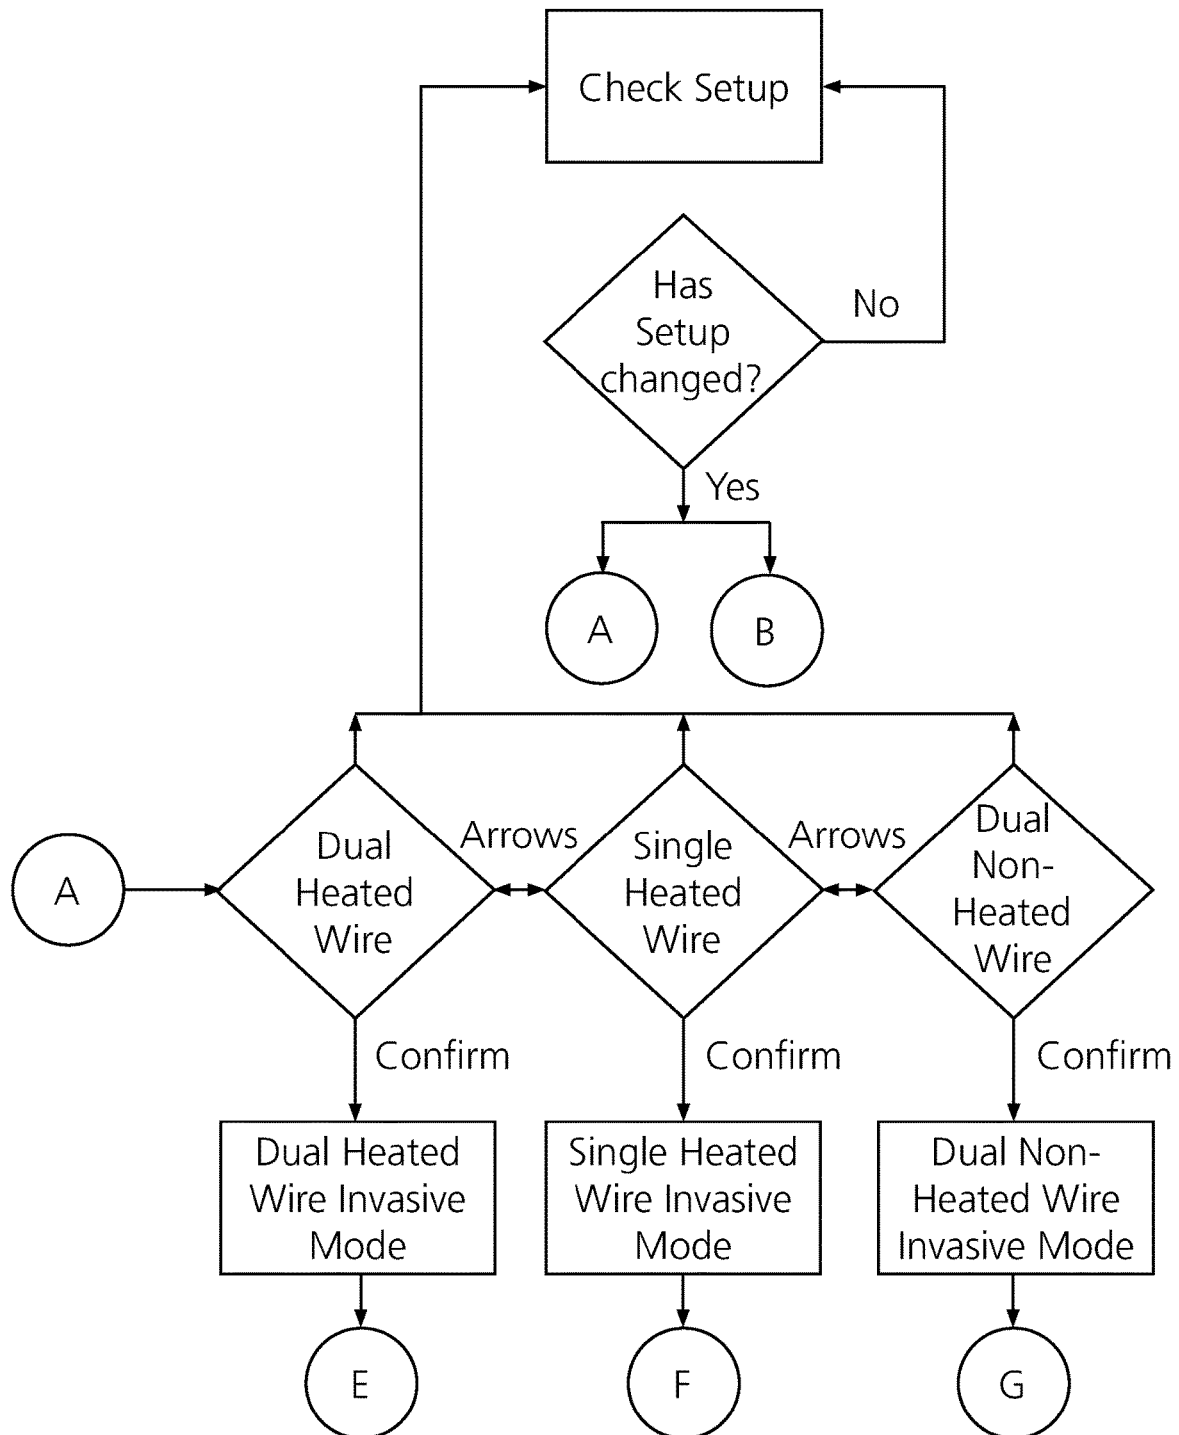 Check Setup
Has
Setup
changed?
No
Yes
A
B
A
Dual
Heated
Wire
Arrows
Single
Heated
Wire
Arrows
Dual
Non-
Heated
Wire
Confirm
Confirm
Confirm
Dual Heated
Wire Invasive
Mode
Single Heated
Wire Invasive
Mode
Dual Non-
Heated Wire
Invasive Mode
E
F
G